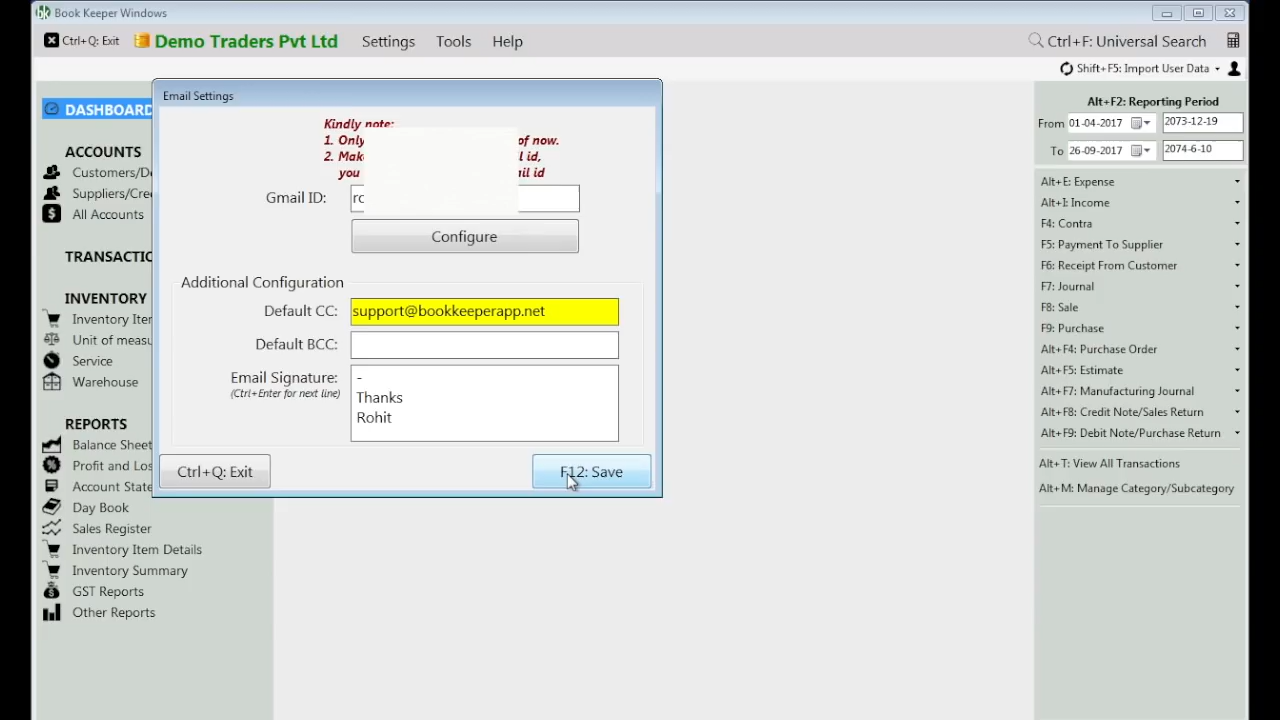 Book Keeper Windows
Ctrl+Q: Exit
Demo Traders Pvt Ltd
Settings
Tools
Help
Ctrl+F: Universal Search
Shift+F5: Import User Data
DASHBOARD
ACCOUNTS
Customers/De
Suppliers/Cre
All Accounts
TRANSACTIO
INVENTORY
Inventory Iter
Unit of measu
Service
Warehouse
REPORTS
Balance Sheet
Profit and Los
Account State
Day Book
Sales Register
Inventory Item Details
Inventory Summary
GST Reports
Other Reports
Email Settings
Kindly note:
1. Only of now.
2. Make l id,
you ail id
Gmail ID: ro
Configure
Additional Configuration
Default CC: support@bookkeeperapp.net
Default BCC:
Email Signature:
(Ctrl+Enter for next line)
-
Thanks
Rohit
Ctrl+Q: Exit
F12: Save
Alt+F2: Reporting Period
From 01-04-2017 2073-12-19
To 26-09-2017 2074-6-10
Alt+E: Expense
Alt+I: Income
F4: Contra
F5: Payment To Supplier
F6: Receipt From Customer
F7: Journal
F8: Sale
F9: Purchase
Alt+F4: Purchase Order
Alt+F5: Estimate
Alt+F7: Manufacturing Journal
Alt+F8: Credit Note/Sales Return
Alt+F9: Debit Note/Purchase Return
Alt+T: View All Transactions
Alt+M: Manage Category/Subcategory